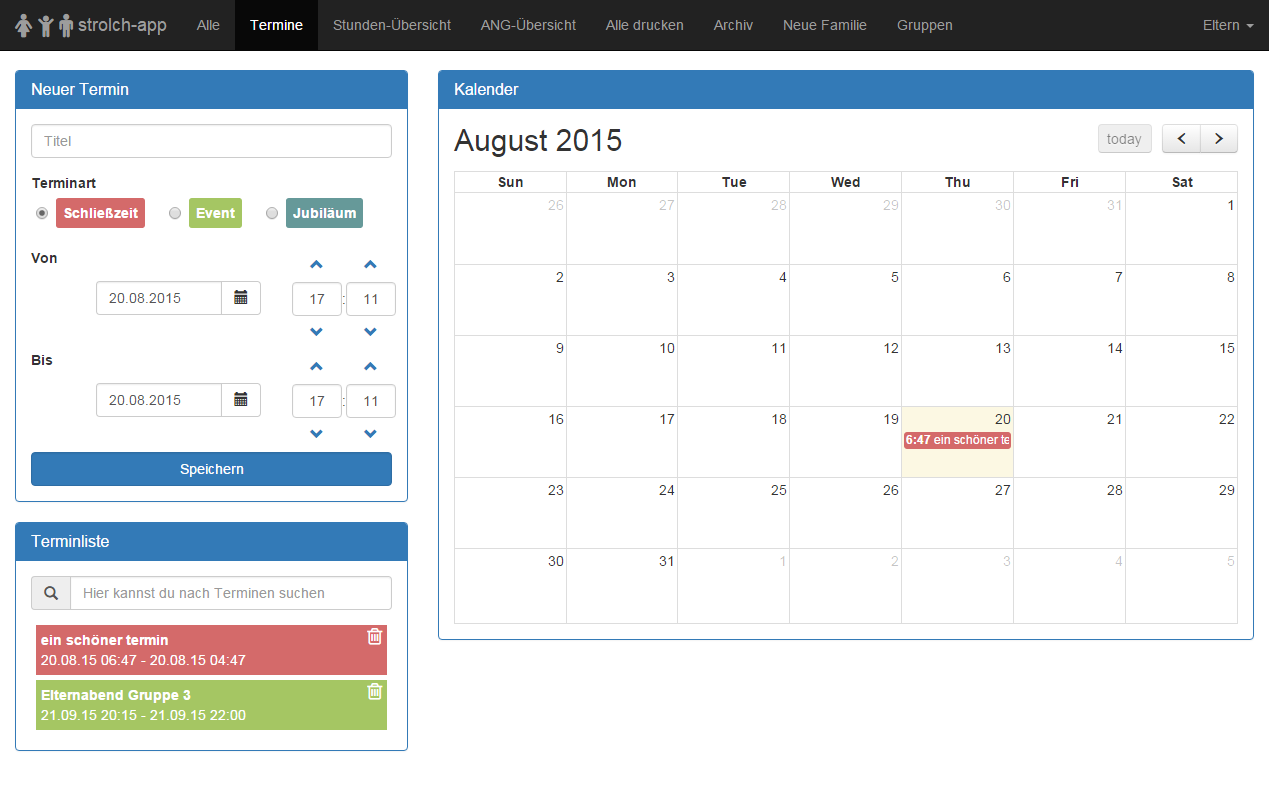 strolch-app Alle Termine Stunden-Übersicht ANG-Übersicht Alle drucken Archiv Neue Familie Gruppen Eltern
Neuer Termin
Titel
Terminart
Schließzeit Event Jubiläum
Von
20.08.2015 17 : 11
Bis
20.08.2015 17 : 11
Speichern
Terminliste
Hier kannst du nach Terminen suchen
ein schöner termin
20.08.15 06:47 - 20.08.15 04:47
Elternabend Gruppe 3
21.09.15 20:15 - 21.09.15 22:00
Kalender
August 2015 today
Sun Mon Tue Wed Thu Fri Sat
26 27 28 29 30 31 1
2 3 4 5 6 7 8
9 10 11 12 13 14 15
16 17 18 19 20 21 22
6:47 ein schöner te
23 24 25 26 27 28 29
30 31 1 2 3 4 5